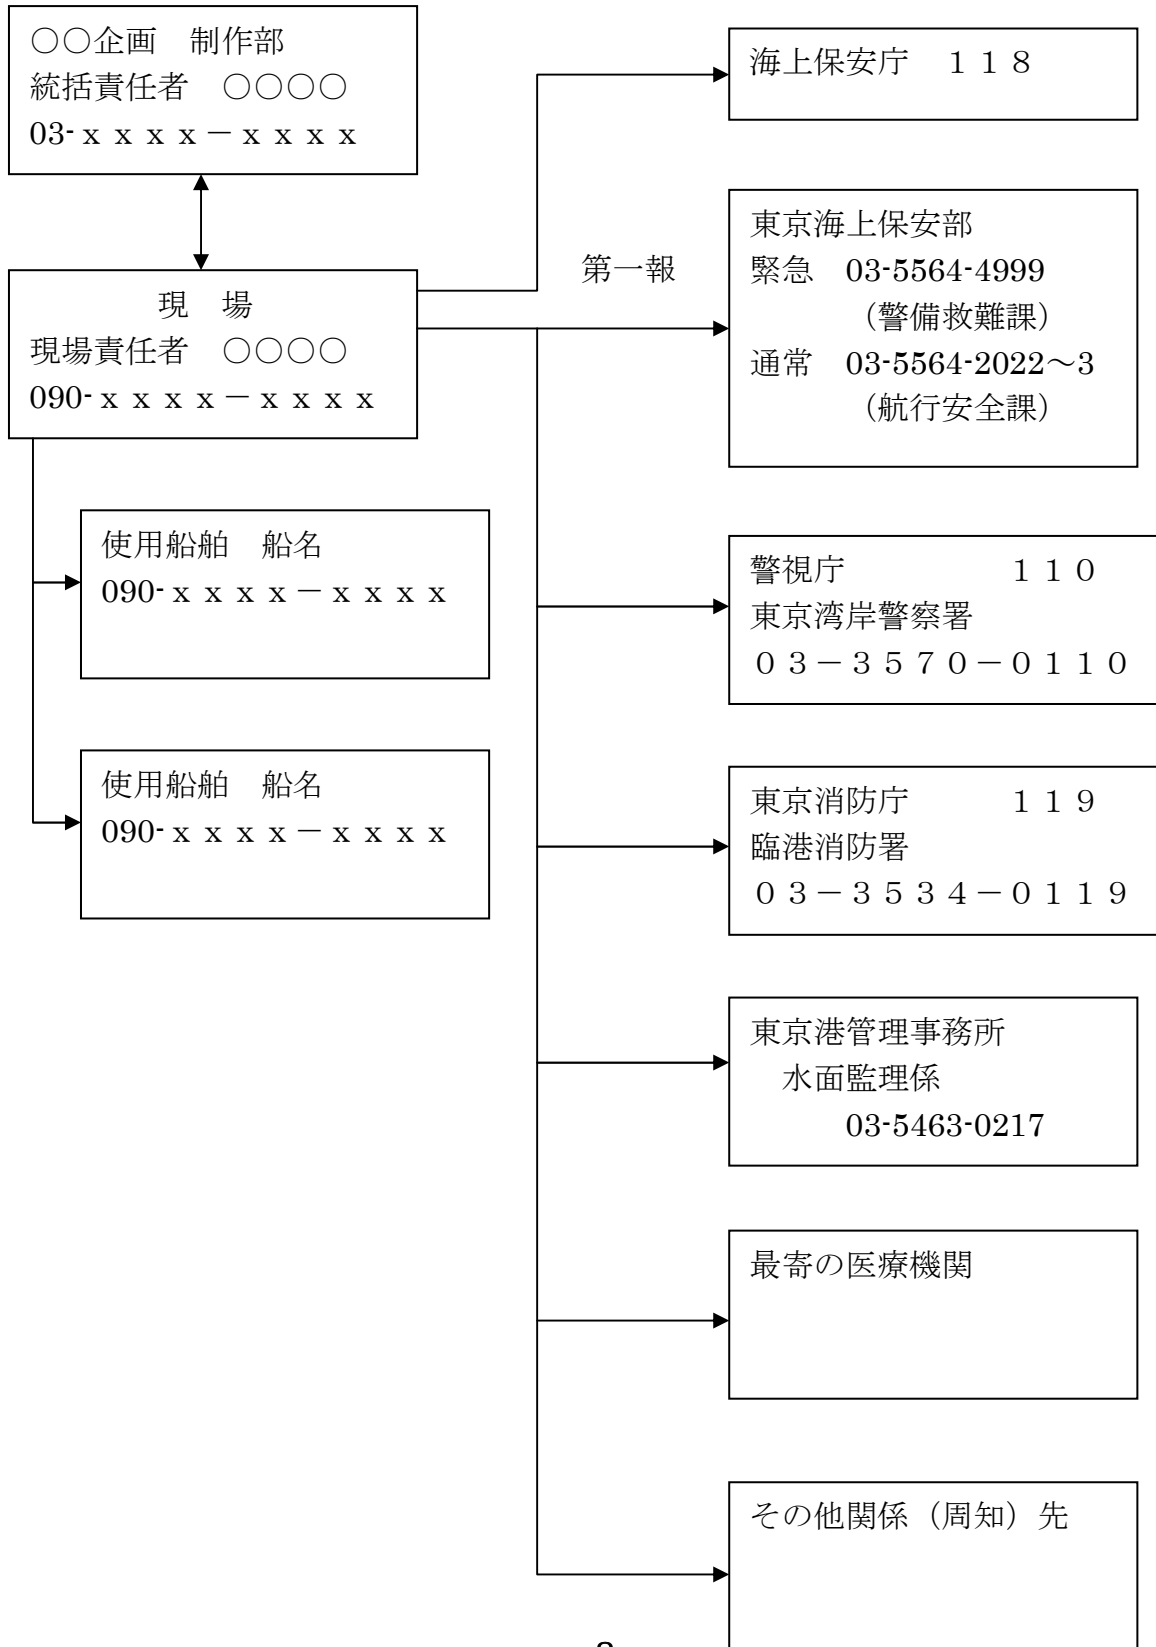 ○○企画　制作部
統括責任者　○○○○
03-ｘｘｘｘ－ｘｘｘｘ
現　場
現場責任者　○○○○
090-ｘｘｘｘ－ｘｘｘｘ
使用船舶　船名
090-ｘｘｘｘ－ｘｘｘｘ
使用船舶　船名
090-ｘｘｘｘ－ｘｘｘｘ
第一報
海上保安庁　１１８
東京海上保安部
緊急　03-5564-4999
（警備救難課）
通常　03-5564-2022～3
（航行安全課）
警視庁　　　　　１１０
東京湾岸警察署
０３－３５７０－０１１０
東京消防庁　　　１１９
臨港消防署
０３－３５３４－０１１９
東京港管理事務所
水面監理係
03-5463-0217
最寄の医療機関
その他関係（周知）先